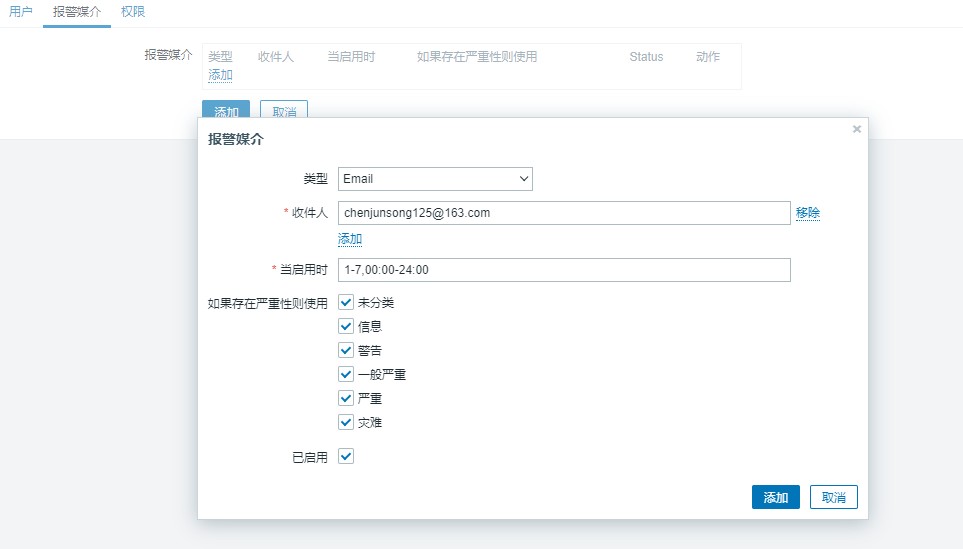 用户 报警媒介 权限
报警媒介 类型 收件人 当启用时 如果存在严重性则使用 Status 动作
添加
添加 取消
报警媒介
类型 Email
* 收件人 chenjunsong125@163.com 移除
添加
* 当启用时 1-7,00:00-24:00
如果存在严重性则使用 未分类
信息
警告
一般严重
严重
灾难
已启用
添加 取消